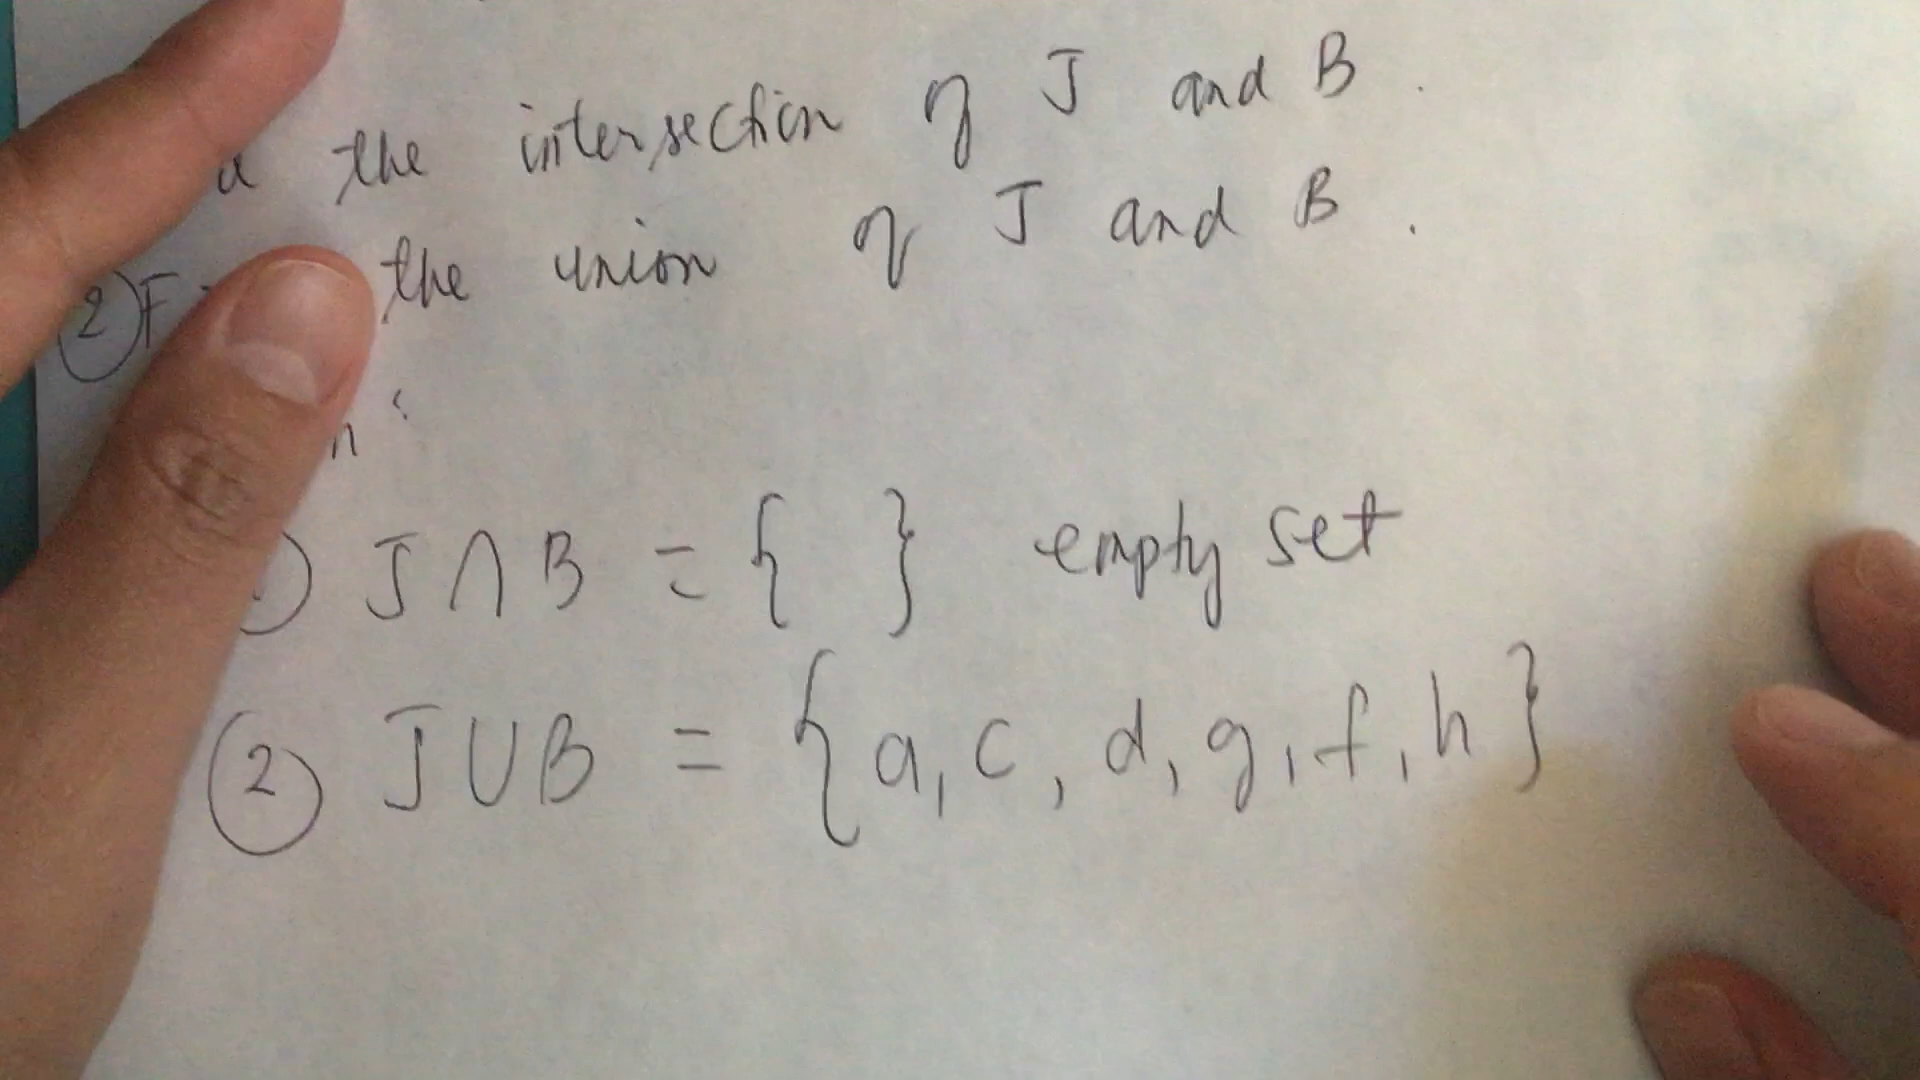 the intersection of J and B.
② the union of J and B.
J ∩ B = { } empty set
② J ∪ B = {a, c, d, g, f, h}